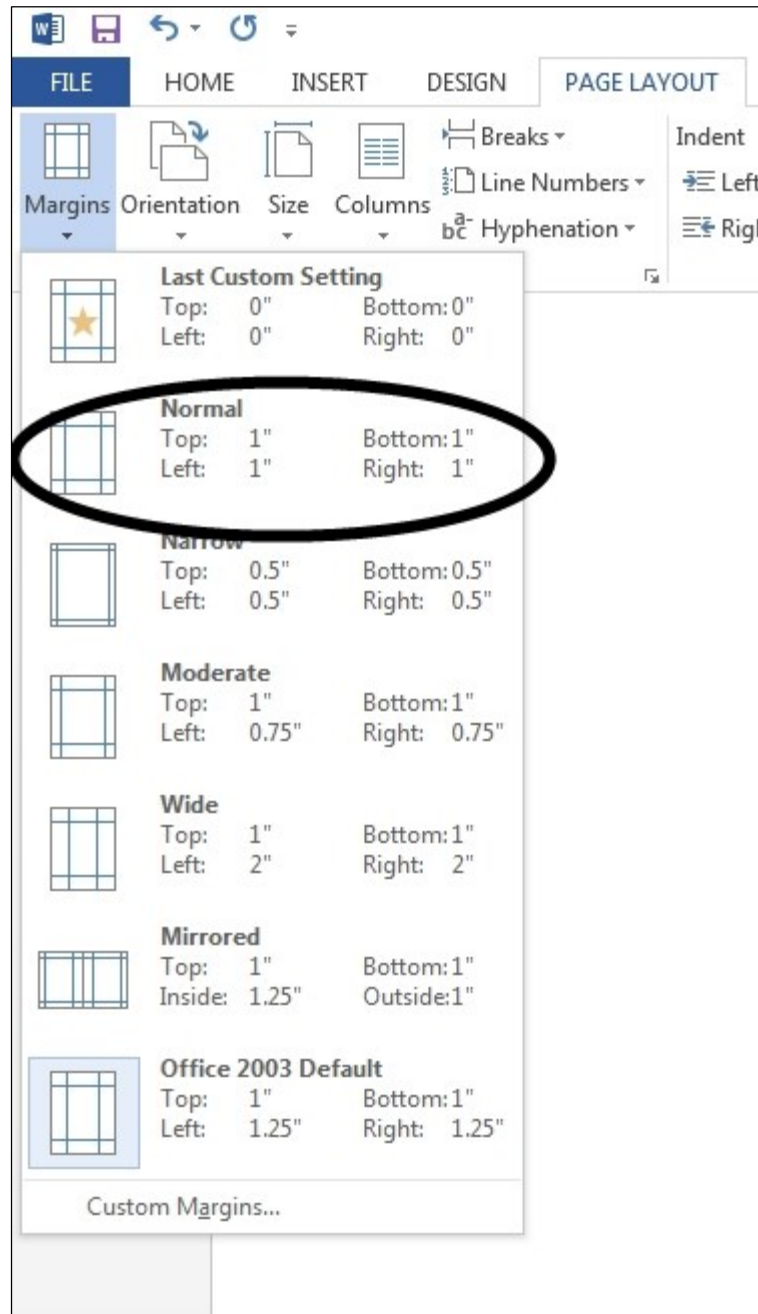 FILE HOME INSERT DESIGN PAGE LAYOUT
Margins Orientation Size Columns
Breaks
Line Numbers
Hyphenation
Indent
Last Custom Setting
Top: 0" Bottom: 0"
Left: 0" Right: 0"
Normal
Top: 1" Bottom: 1"
Left: 1" Right: 1"
Narrow
Top: 0.5" Bottom: 0.5"
Left: 0.5" Right: 0.5"
Moderate
Top: 1" Bottom: 1"
Left: 0.75" Right: 0.75"
Wide
Top: 1" Bottom: 1"
Left: 2" Right: 2"
Mirrored
Top: 1" Bottom: 1"
Inside: 1.25" Outside: 1"
Office 2003 Default
Top: 1" Bottom: 1"
Left: 1.25" Right: 1.25"
Custom Margins...